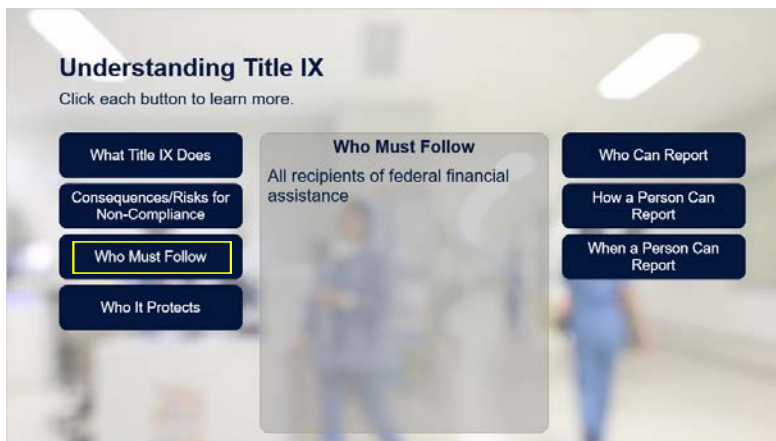 Understanding Title IX
Click each button to learn more.
What Title IX Does
Consequences/Risks for
Non-Compliance
Who Must Follow
Who It Protects
Who Must Follow
All recipients of federal financial
assistance
Who Can Report
How a Person Can
Report
When a Person Can
Report